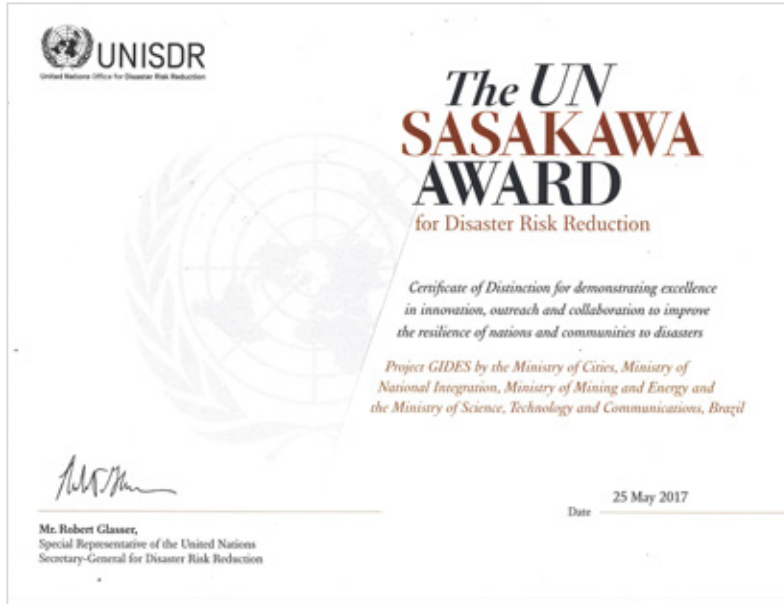 UNISDR
United Nations Office for Disaster Risk Reduction
The UN
SASAKAWA
AWARD
for Disaster Risk Reduction
Certificate of Distinction for demonstrating excellence
in innovation, outreach and collaboration to improve
the resilience of nations and communities to disasters
Project GIDES by the Ministry of Cities, Ministry of
National Integration, Ministry of Mining and Energy and
the Ministry of Science, Technology and Communications, Brazil
25 May 2017
Date
Mr. Robert Glasser,
Special Representative of the United Nations
Secretary-General for Disaster Risk Reduction